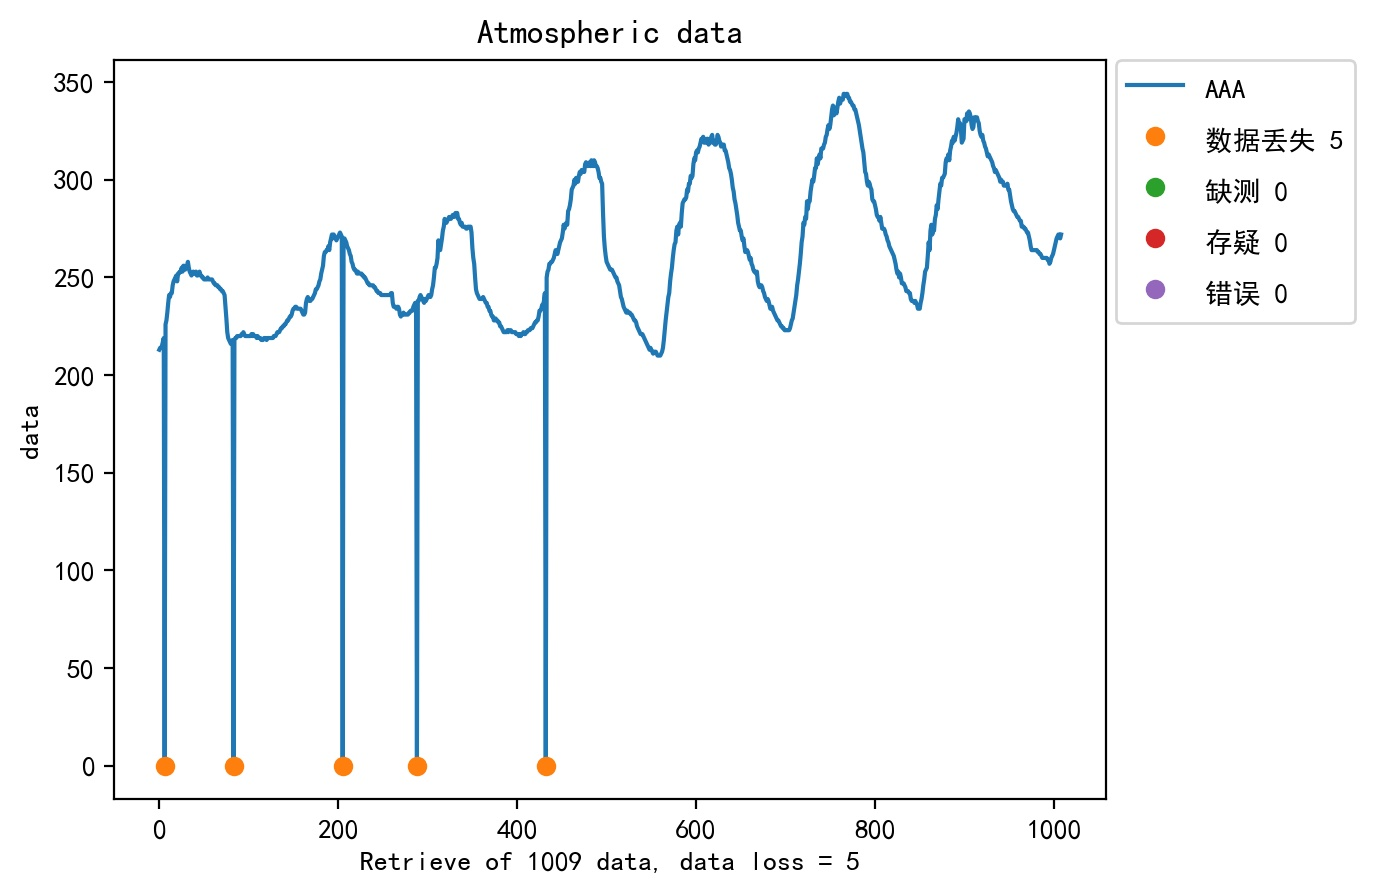 Atmospheric data
350
300
250
200
150
100
50
0
data
0 200 400 600 800 1000
Retrieve of 1009 data, data loss = 5
AAA
数据丢失 5
缺测 0
存疑 0
错误 0